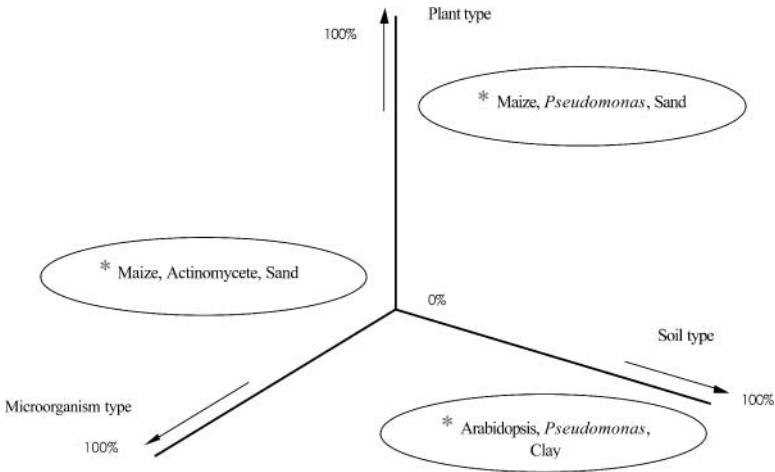 Plant type
100%
* Maize, Pseudomonas, Sand
* Maize, Actinomycete, Sand
0%
Soil type
100%
Microorganism type
100%
* Arabidopsis, Pseudomonas,
Clay